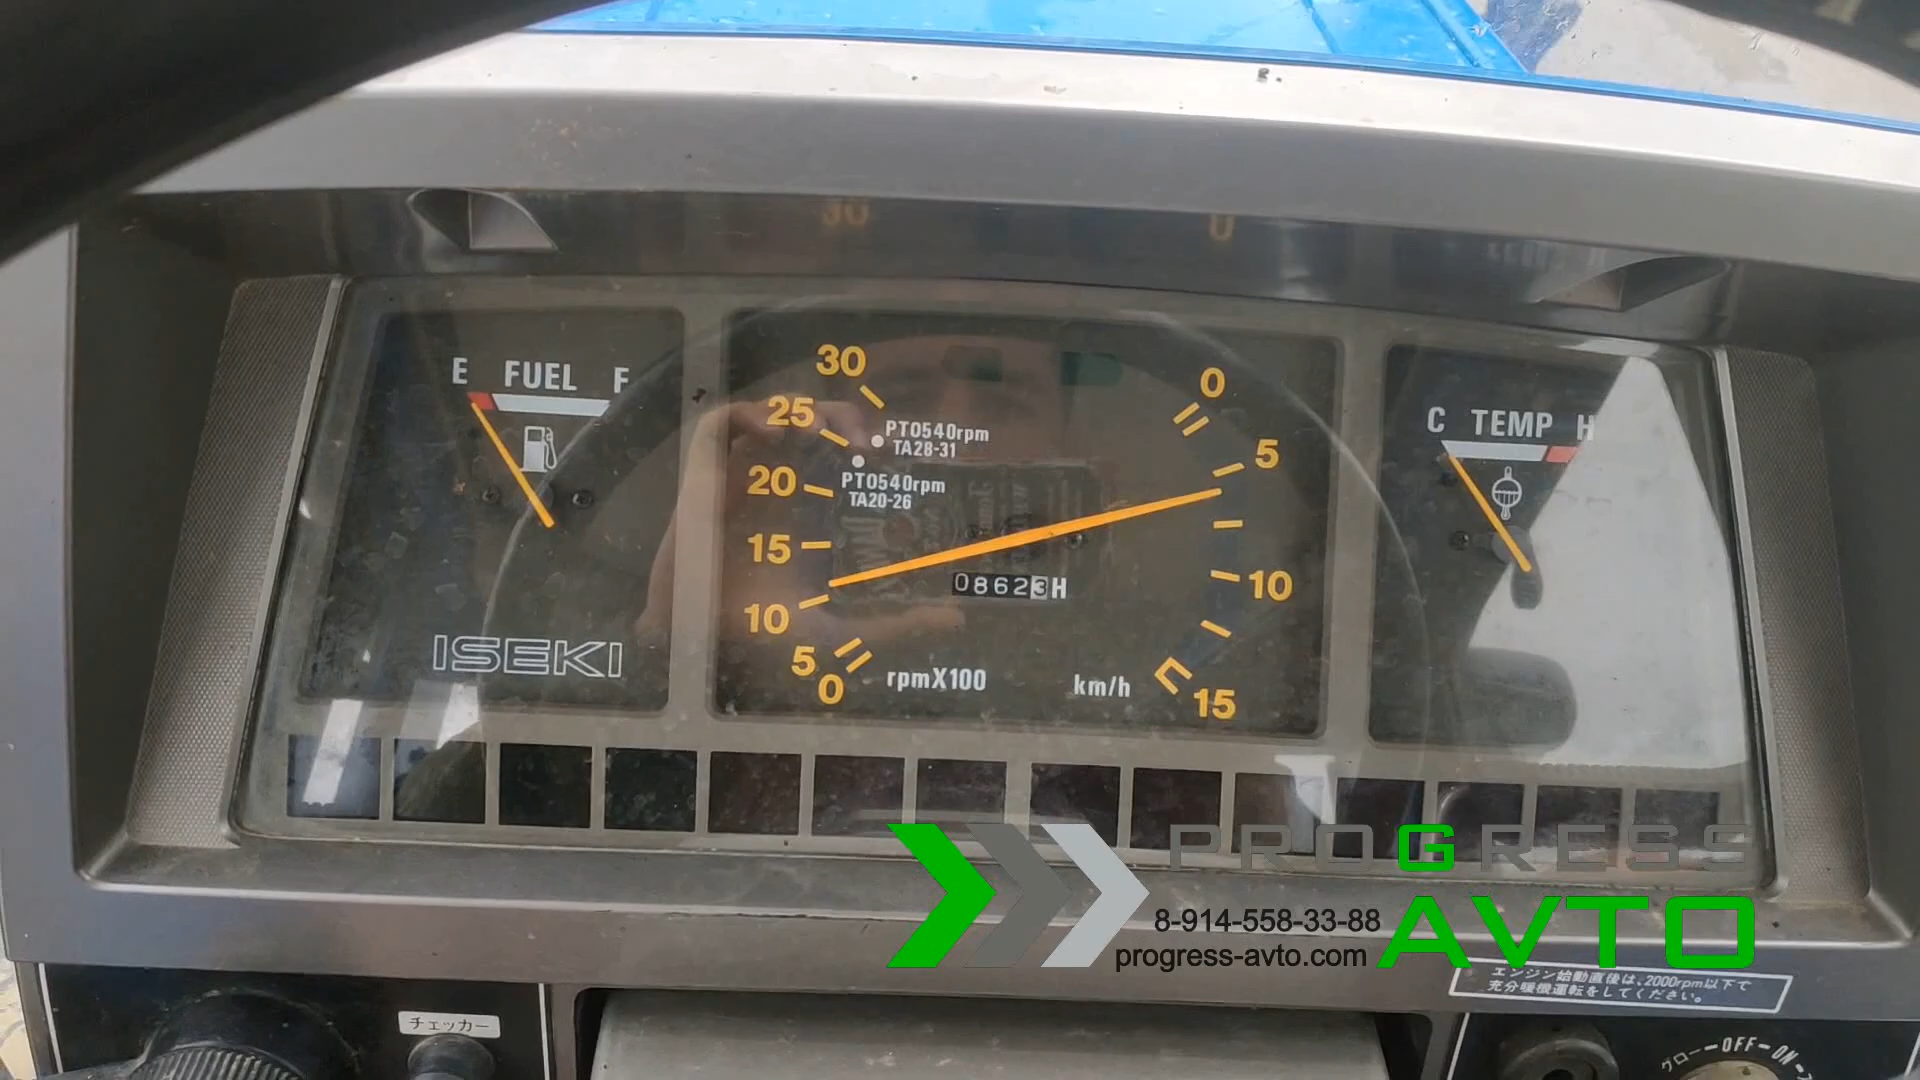 E FUEL F
30
25
20
15
10
5
0
PTO540rpm
TA28-31
PTO540rpm
TA20-26
08623H
rpmX100
km/h
0
5
10
15
C TEMP H
ISEKI
PROGRESS
AVTO
8-914-558-33-88
progress-avto.com
エンジン始動直後は、2000rpm以下で
充分暖機運転をしてください。
チェッカー
グロー OFF ON